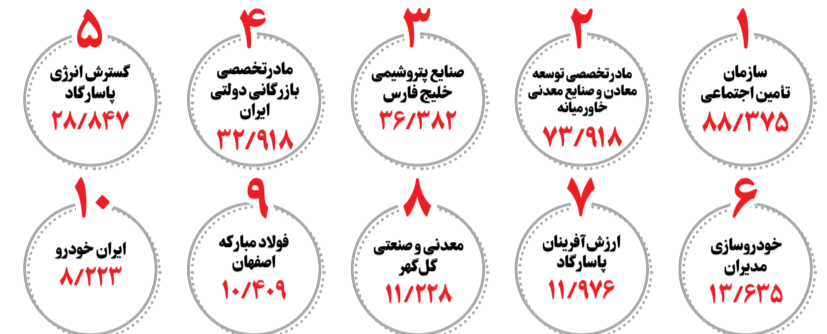 ۱
سازمان
تأمین اجتماعی
۸۸/۳۷۵
۲
مادرتخصصی توسعه
معادن و صنایع معدنی
خاورمیانه
۷۳/۹۱۸
۳
صنایع پتروشیمی
خلیج فارس
۳۶/۳۸۲
۴
مادرتخصصی
بازرگانی دولتی
ایران
۳۲/۹۱۸
۵
گسترش انرژی
پاسارگاد
۲۸/۸۴۷
۶
خودروسازی
مدیران
۱۳/۶۳۵
۷
ارزش‌آفرینان
پاسارگاد
۱۱/۹۷۶
۸
معدنی و صنعتی
گل‌گهر
۱۱/۲۲۸
۹
فولاد مبارکه
اصفهان
۱۰/۴۰۹
۱۰
ایران خودرو
۸/۲۲۳